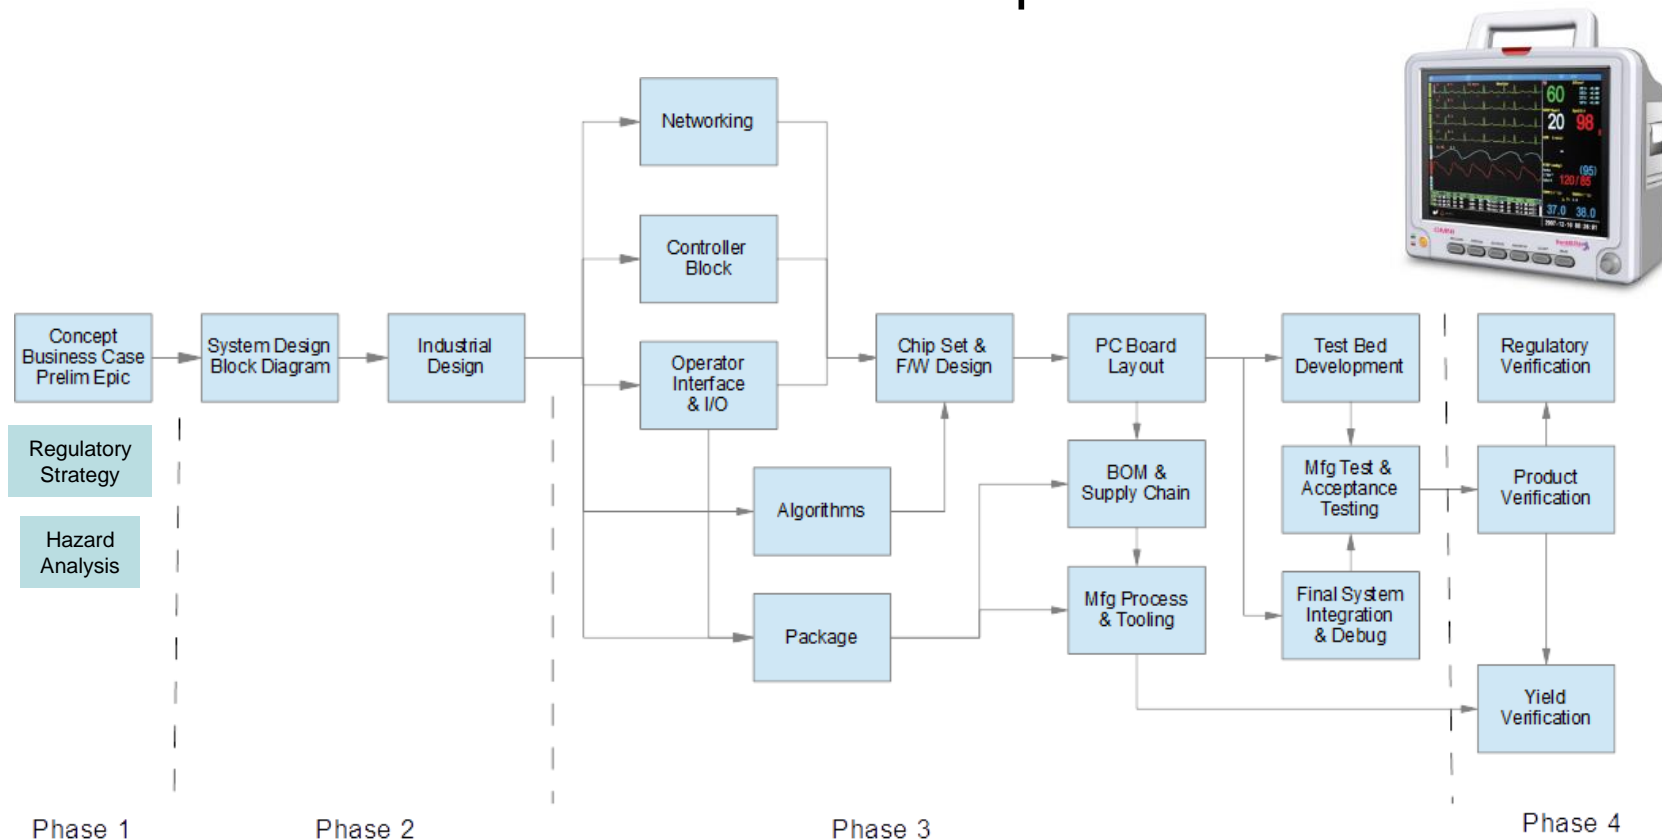 Networking
Controller
Block
Concept
Business Case
Prelim Epic
System Design
Block Diagram
Industrial
Design
Operator
Interface
& I/O
Chip Set &
F/W Design
PC Board
Layout
Test Bed
Development
Regulatory
Verification
Regulatory
Strategy
Hazard
Analysis
Algorithms
Package
BOM &
Supply Chain
Mfg Process
& Tooling
Mfg Test &
Acceptance
Testing
Final System
Integration
& Debug
Product
Verification
Yield
Verification
Phase 1
Phase 2
Phase 3
Phase 4
60
20
98
(95)
120/85
37.0
38.0